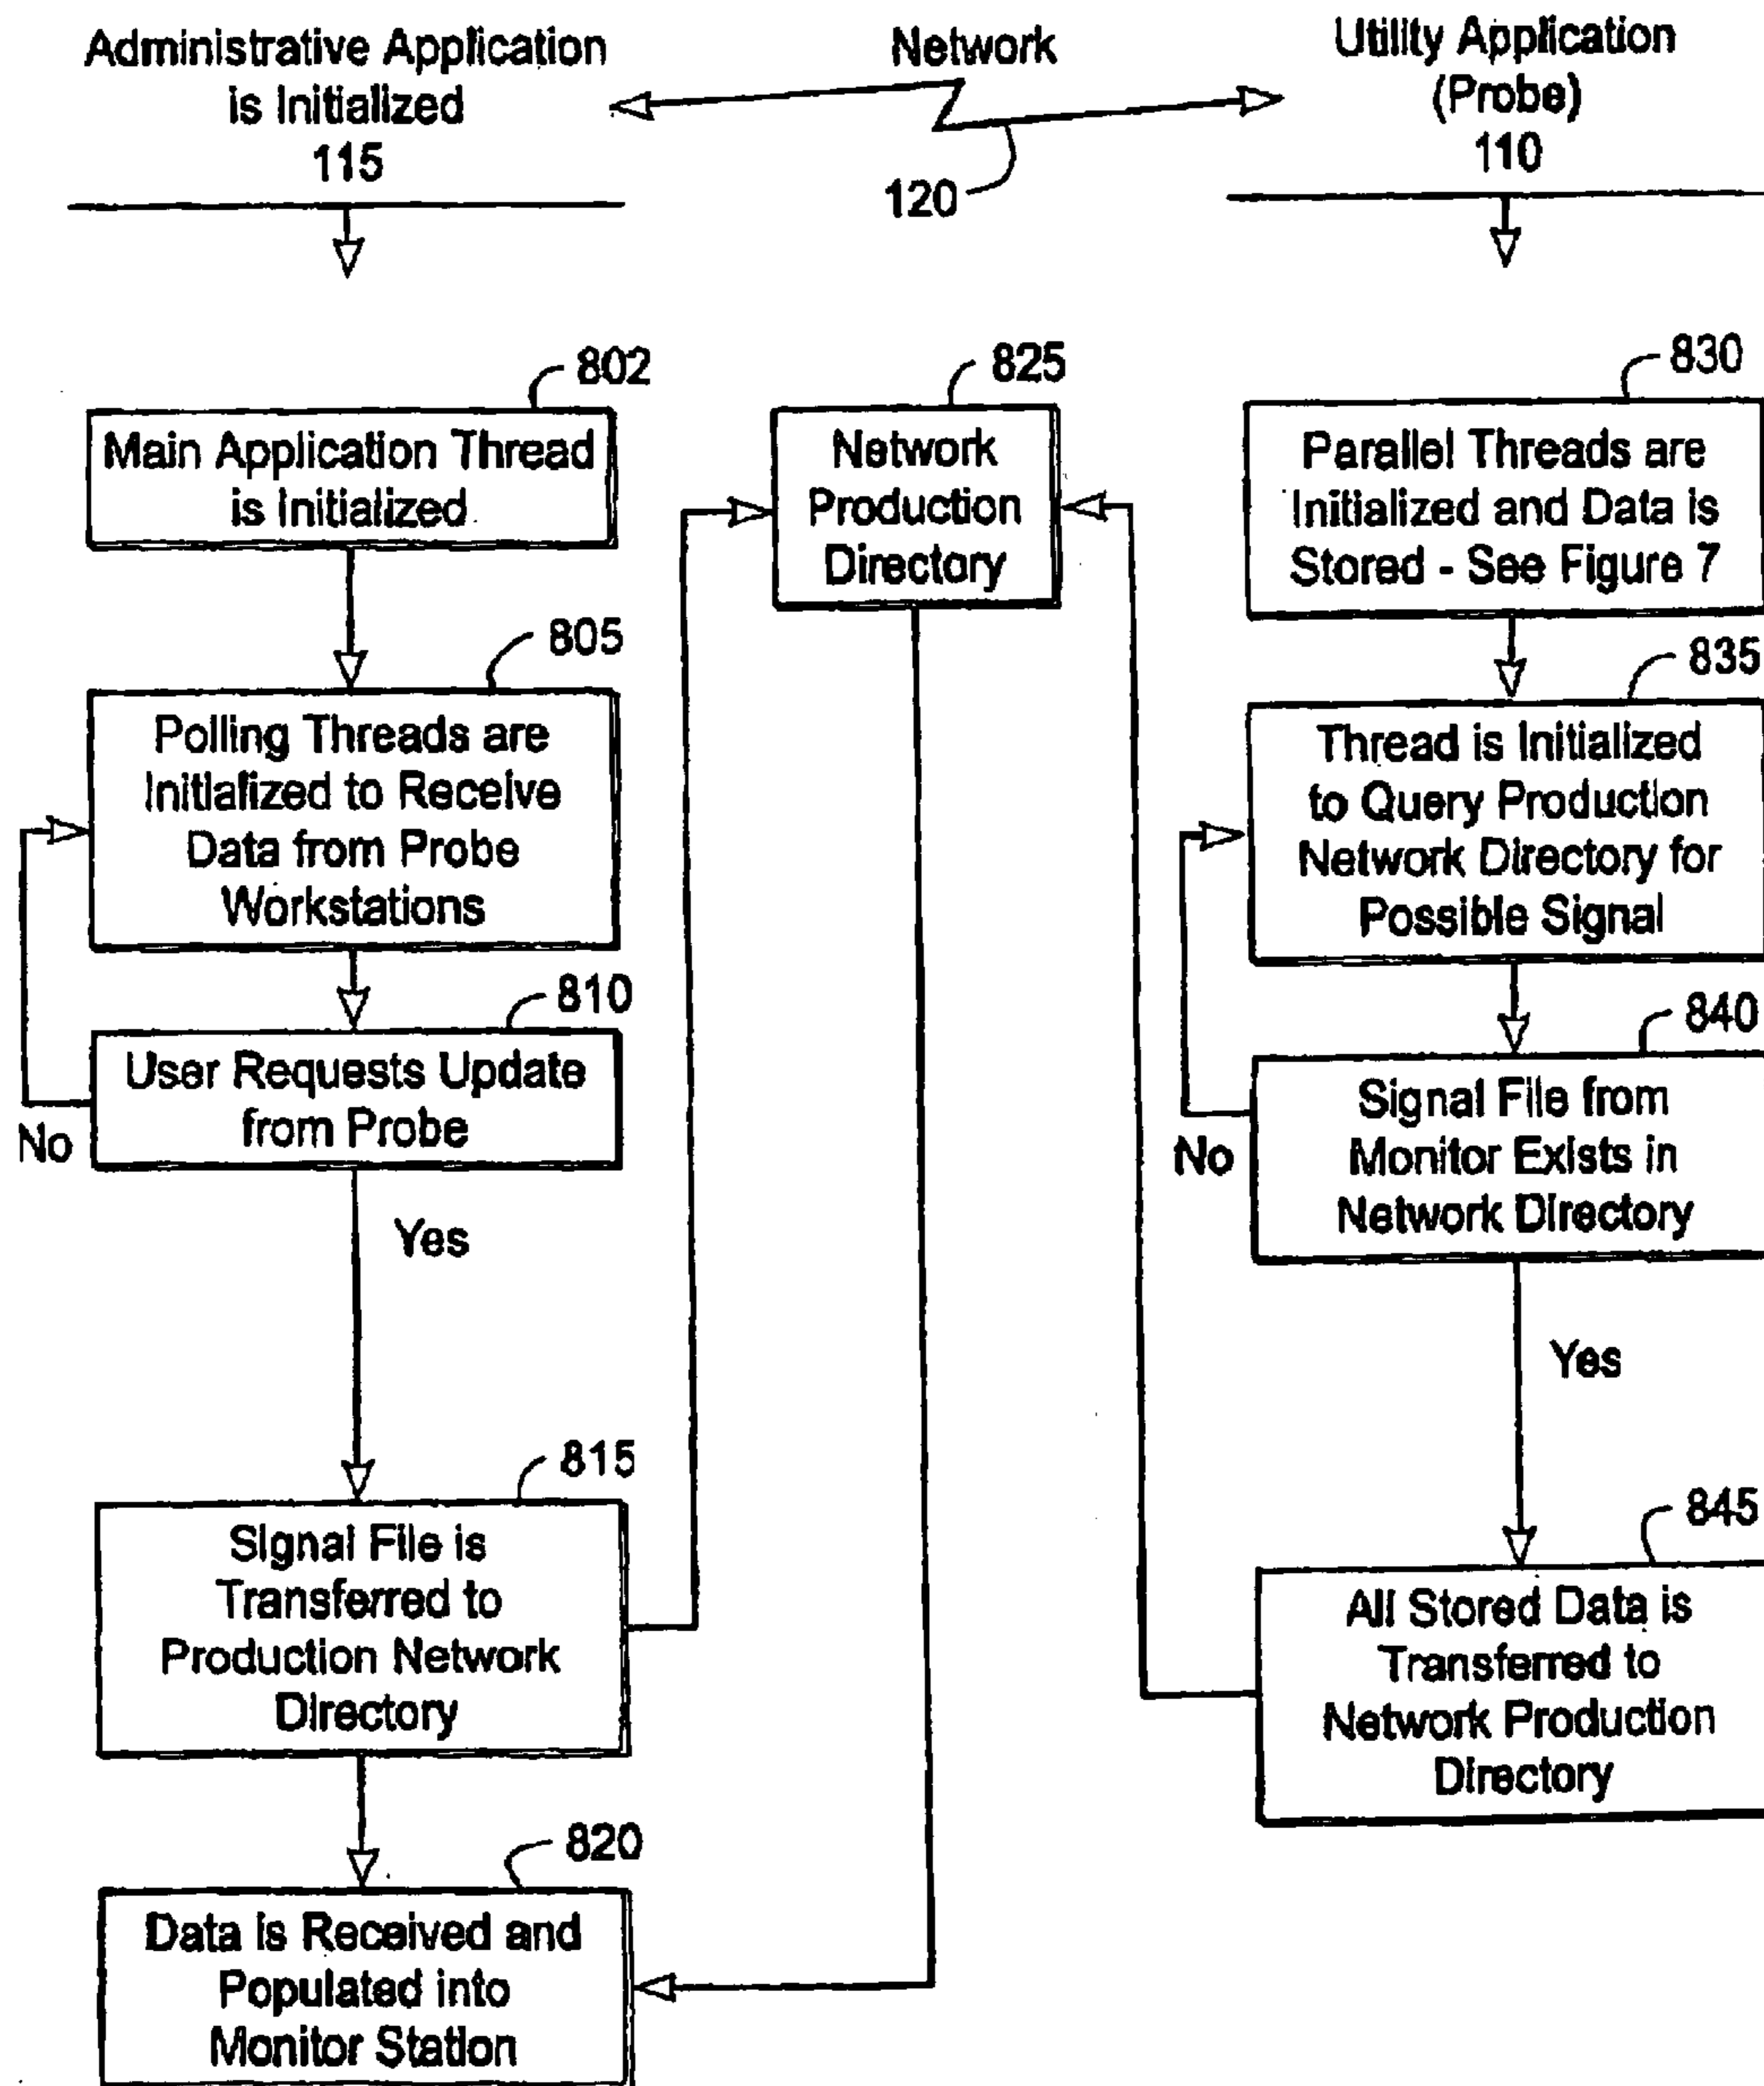 Administrative Application
is Initialized
115
Network
120
Utility Application
(Probe)
110
802
Main Application Thread
is Initialized
805
Polling Threads are
Initialized to Receive
Data from Probe
Workstations
810
User Requests Update
from Probe
No
Yes
815
Signal File is
Transferred to
Production Network
Directory
820
Data is Received and
Populated into
Monitor Station
825
Network
Production
Directory
830
Parallel Threads are
Initialized and Data is
Stored - See Figure 7
835
Thread is Initialized
to Query Production
Network Directory for
Possible Signal
840
Signal File from
Monitor Exists in
Network Directory
No
Yes
845
All Stored Data is
Transferred to
Network Production
Directory